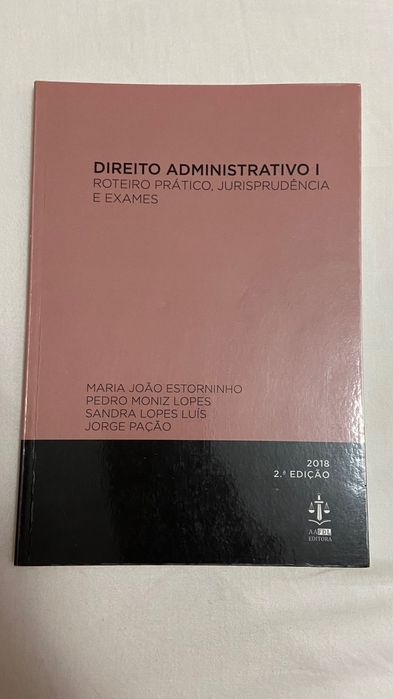 DIREITO ADMINISTRATIVO I
ROTEIRO PRÁTICO, JURISPRUDÊNCIA
E EXAMES
MARIA JOÃO ESTORNINHO
PEDRO MONIZ LOPES
SANDRA LOPES LUÍS
JORGE PAÇÃO
2018
2.ª EDIÇÃO
AAFDL
EDITORA